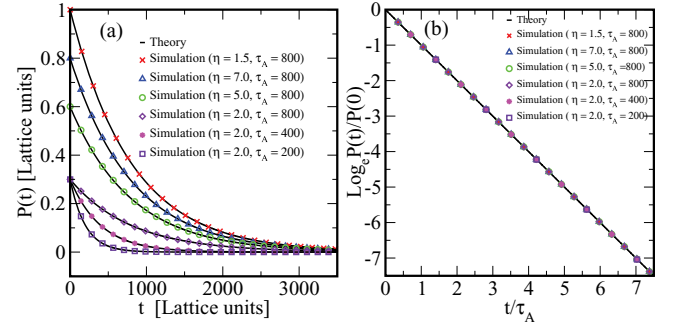 (a)
Theory
Simulation (η = 1.5, τA = 800)
Simulation (η = 7.0, τA = 800)
Simulation (η = 5.0, τA = 800)
Simulation (η = 2.0, τA = 800)
Simulation (η = 2.0, τA = 400)
Simulation (η = 2.0, τA = 200)
P(t) [Lattice units]
1
0.8
0.6
0.4
0.2
0
0 1000 2000 3000
t [Lattice units]
(b)
Theory
Simulation ( η = 1.5, τA = 800)
Simulation ( η = 7.0, τA = 800)
Simulation ( η = 5.0, τA =800)
Simulation ( η = 2.0, τA = 800)
Simulation ( η = 2.0, τA = 400)
Simulation ( η = 2.0, τA = 200)
Loge P(t)/P(0)
0
-1
-2
-3
-4
-5
-6
-7
0 1 2 3 4 5 6 7
t/τA